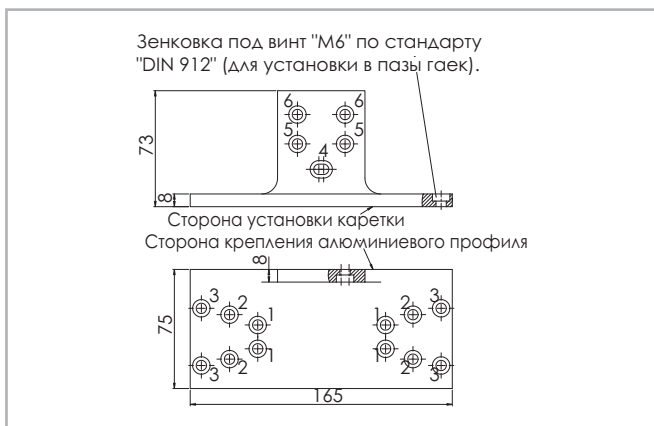 Зенковка под винт "М6" по стандарту
"DIN 912" (для установки в пазы гаек).
6 6
5 5
4
73
8
Сторона установки каретки
Сторона крепления алюминиевого профиля
8
3 2 1 1 2 3
75
3 2 1 1 2 3
165